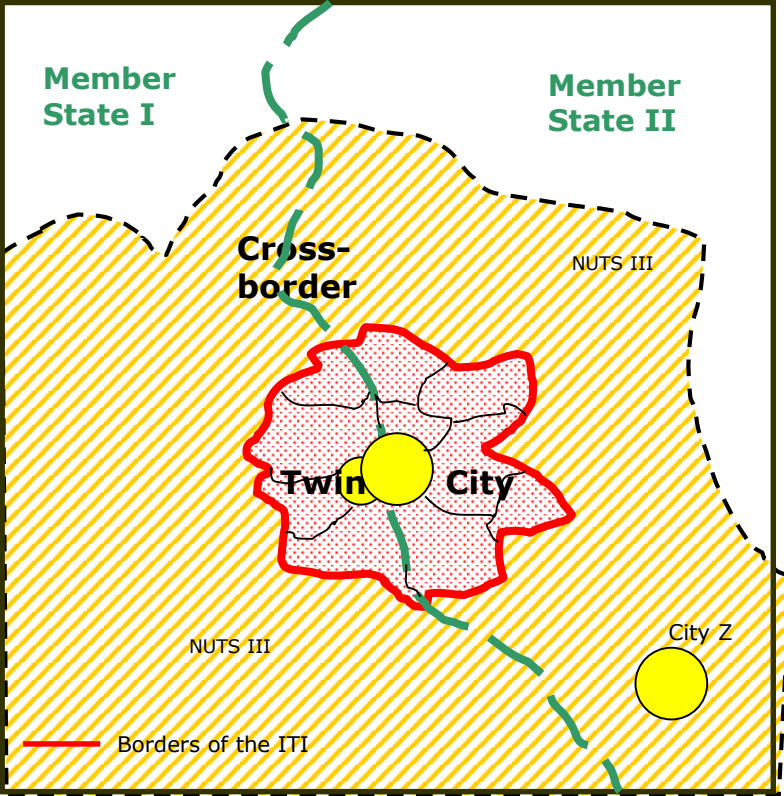 Member
State I
Member
State II
Cross-
border
NUTS III
Twin City
City Z
NUTS III
Borders of the ITI